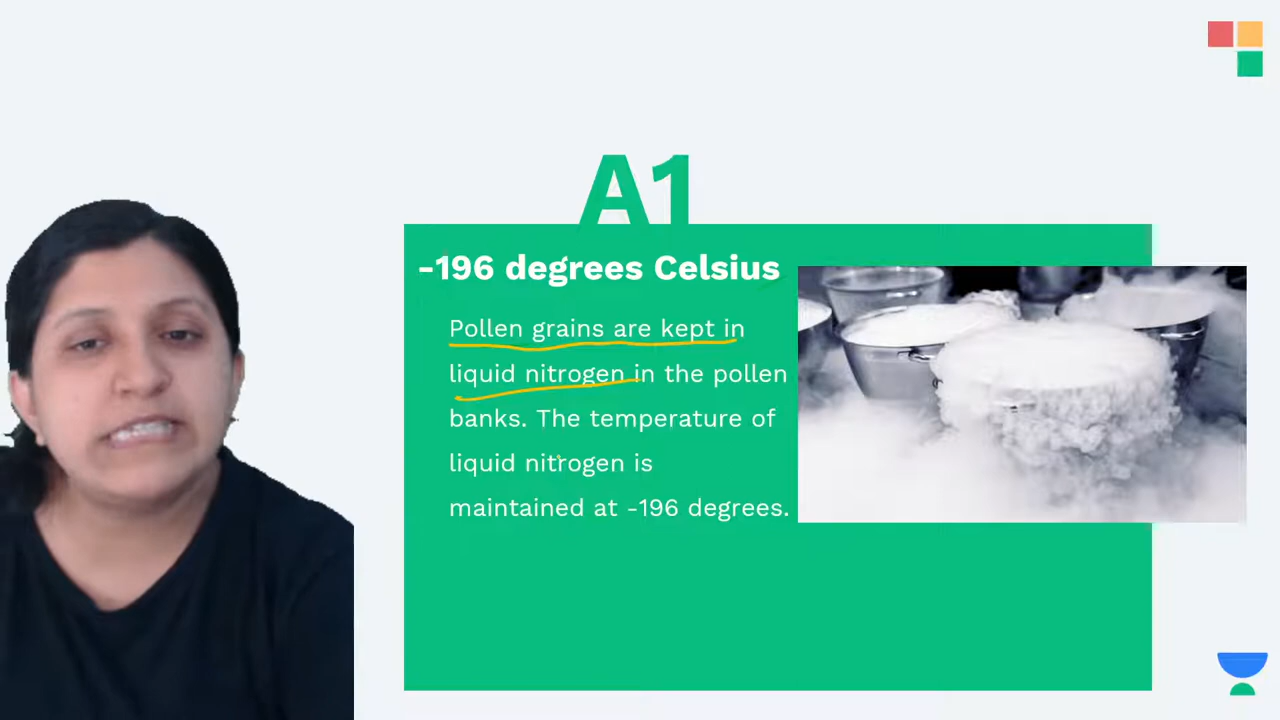 A1
-196 degrees Celsius
Pollen grains are kept in
liquid nitrogen in the pollen
banks. The temperature of
liquid nitrogen is
maintained at -196 degrees.